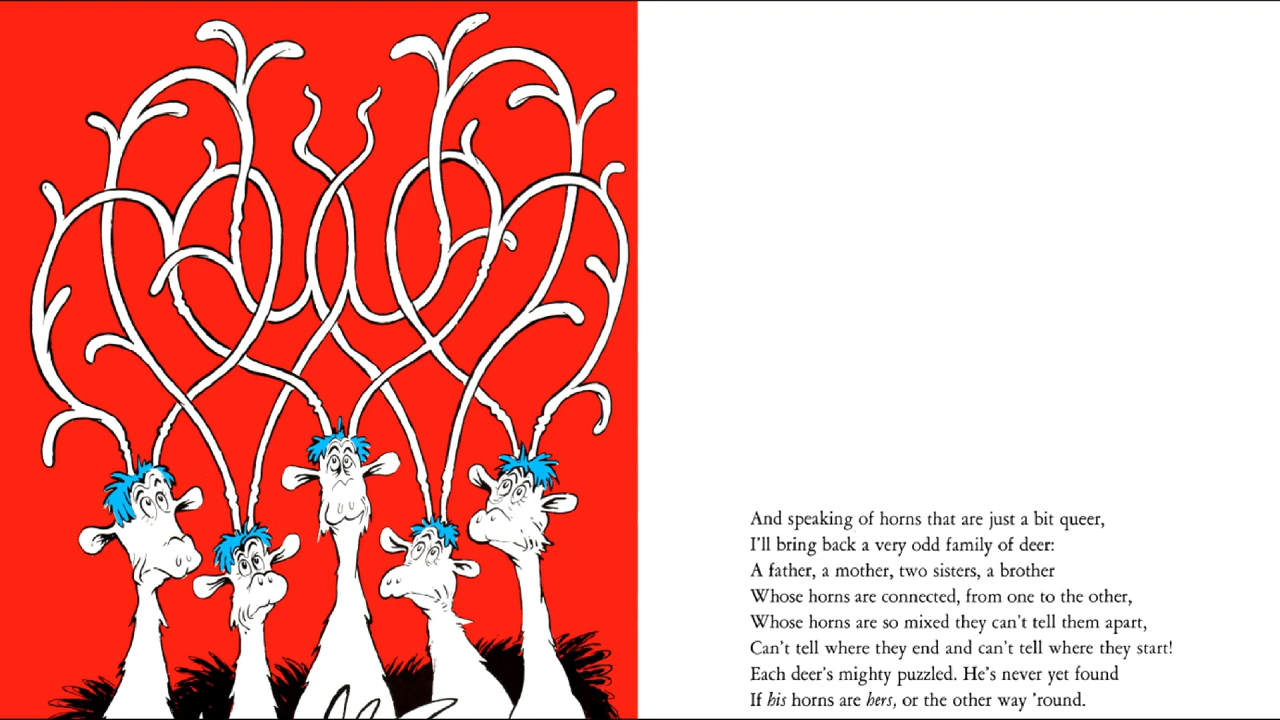 And speaking of horns that are just a bit queer,
I'll bring back a very odd family of deer:
A father, a mother, two sisters, a brother
Whose horns are connected, from one to the other,
Whose horns are so mixed they can't tell them apart,
Can't tell where they end and can't tell where they start!
Each deer's mighty puzzled. He's never yet found
If his horns are hers, or the other way 'round.